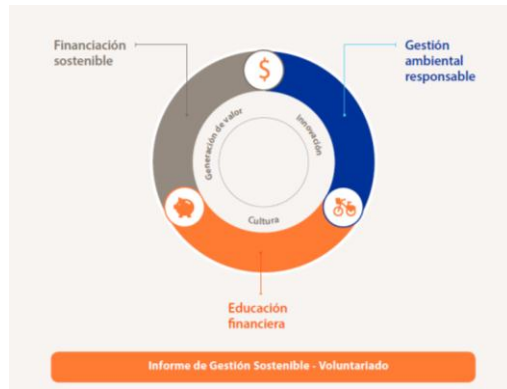 Financiación
sostenible
$
Gestión
ambiental
responsable
Generación de valor
Innovación
Cultura
Educación
financiera
Informe de Gestión Sostenible - Voluntariado